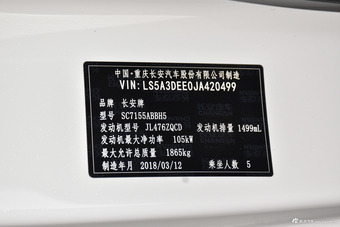 中国·重庆长安汽车股份有限公司制造
VIN: LS5A3DEE0JA420499
品牌 长安牌
型号 SC7155ABBH5
发动机型号 JL476ZQCD 发动机排量 1499mL
发动机最大净功率 105kW
最大允许总质量 1865kg
制造年月 2018/03/12 乘坐人数 5